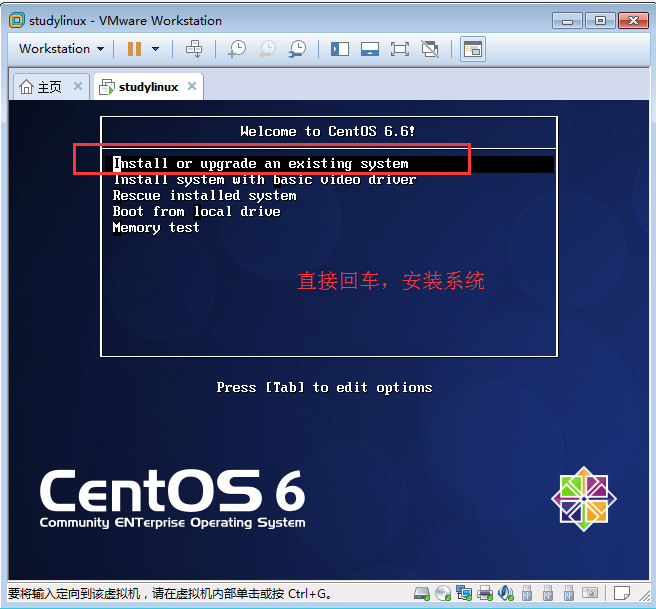 studylinux - VMware Workstation
Workstation
主页
studylinux
Welcome to CentOS 6.6!
Install or upgrade an existing system
Install system with basic video driver
Rescue installed system
Boot from local drive
Memory test
直接回车，安装系统
Press [Tab] to edit options
CentOS 6
Community ENTerprise Operating System
要将输入定向到该虚拟机，请在虚拟机内部单击或按 Ctrl+G。